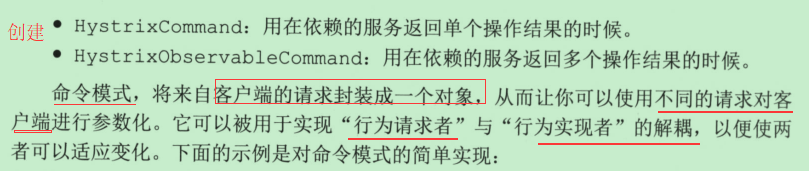 创建 • HystrixCommand：用在依赖的服务返回单个操作结果的时候。
• HystrixObservableCommand：用在依赖的服务返回多个操作结果的时候。
命令模式，将来自客户端的请求封装成一个对象，从而让你可以使用不同的请求对客
户端进行参数化。它可以被用于实现“行为请求者”与“行为实现者”的解耦，以便使两
者可以适应变化。下面的示例是对命令模式的简单实现：